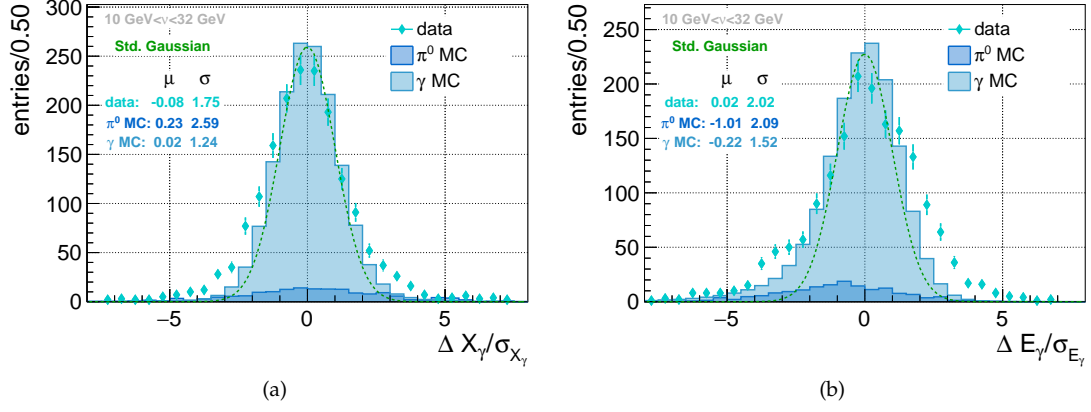 entries/0.50
300
250
200
150
100
50
0
10 GeV<ν<32 GeV
Std. Gaussian
μ σ
data: -0.08 1.75
π⁰ MC: 0.23 2.59
γ MC: 0.02 1.24
data
π⁰ MC
γ MC
−5 0 5
Δ X_γ/σ_{X_γ}
(a)
entries/0.50
250
200
150
100
50
0
10 GeV<ν<32 GeV
Std. Gaussian
μ σ
data: 0.02 2.02
π⁰ MC: -1.01 2.09
γ MC: -0.22 1.52
data
π⁰ MC
γ MC
−5 0 5
Δ E_γ/σ_{E_γ}
(b)